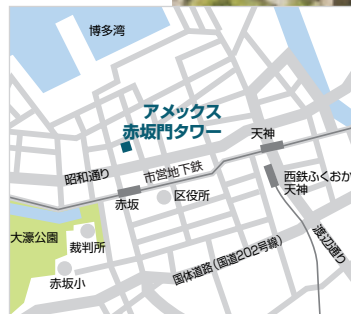 博多湾
アメックス
赤坂門タワー
天神
昭和通り
市営地下鉄
西鉄ふくおか
天神
区役所
赤坂
大濠公園
裁判所
渡辺通り
国体道路(国道202号線)
赤坂小